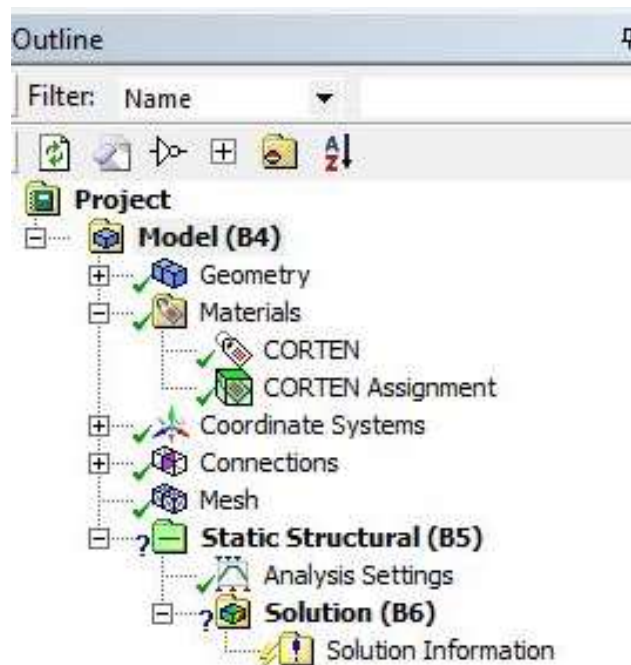 Outline
Filter: Name
Project
Model (B4)
Geometry
Materials
CORTEN
CORTEN Assignment
Coordinate Systems
Connections
Mesh
Static Structural (B5)
Analysis Settings
Solution (B6)
Solution Information